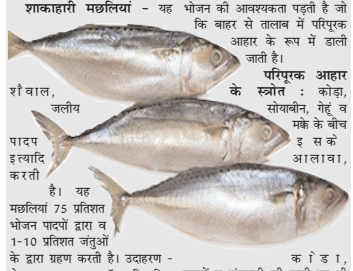 शाकाहारी मछलियां - यह
शैवाल,
जलीय
पादप
इत्यादि
करती
है। यह
मछलियां 75 प्रतिशत
भोजन पादपों द्वारा व
1-10 प्रतिशत जंतुओं
के द्वारा ग्रहण करती है। उदाहरण -
भोजन की आवश्यकता पड़ती है जो
कि बाहर से तालाब में परिपूरक
आहार के रूप में डाली
जाती है।
परिपूरक आहार
के स्त्रोत : कोड़ा,
सोयाबीन, गेहूं व
मक्के के बीच
इसके
आलावा,
कोडा,